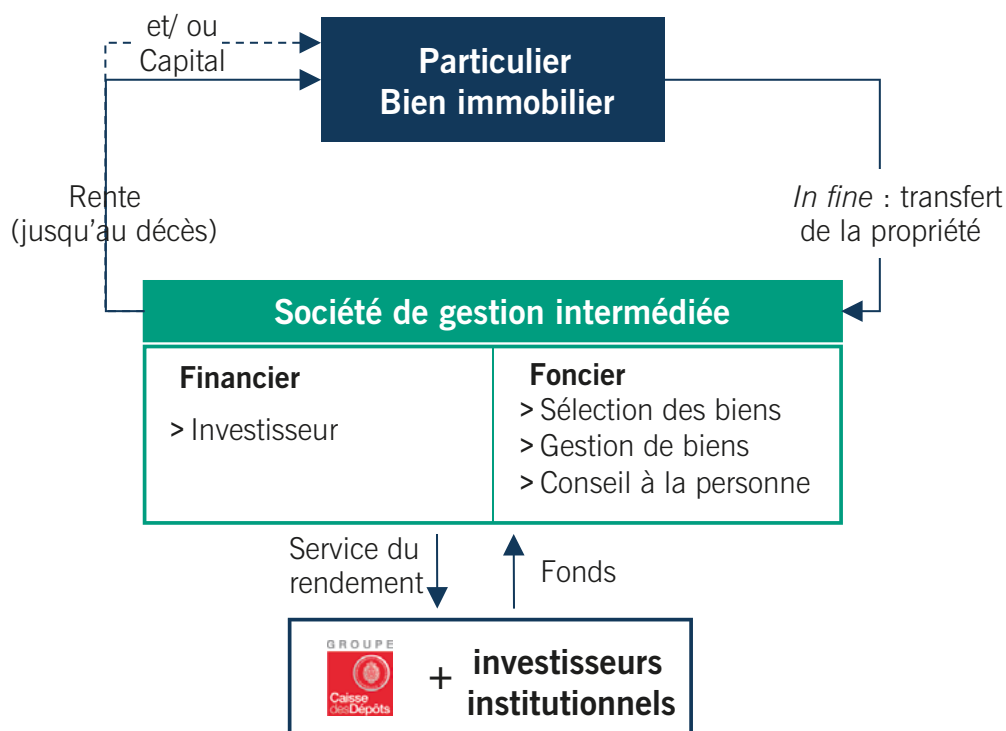 et/ ou
Capital
Particulier
Bien immobilier
Rente
(jusqu'au décès)
In fine : transfert
de la propriété
Société de gestion intermédiée
Financier
> Investisseur
Foncier
> Sélection des biens
> Gestion de biens
> Conseil à la personne
Service du
rendement
Fonds
GROUPE
Caisse
desDépôts
+
investisseurs
institutionnels